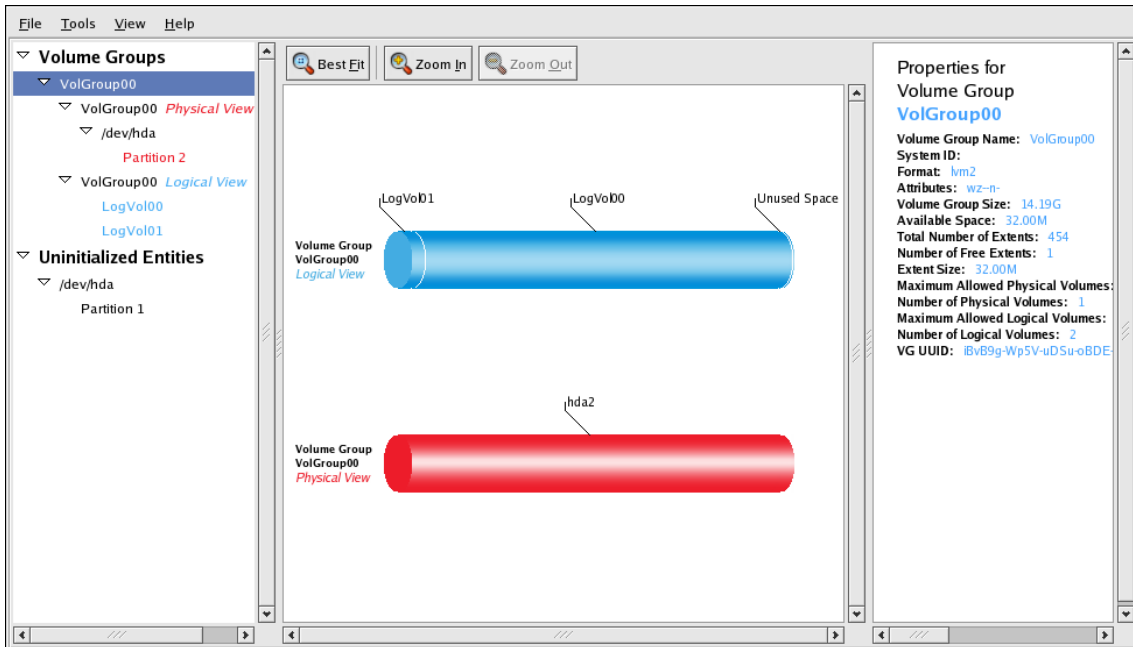 File Tools View Help
Volume Groups
VolGroup00
VolGroup00 Physical View
/dev/hda
Partition 2
VolGroup00 Logical View
LogVol00
LogVol01
Uninitialized Entities
/dev/hda
Partition 1
Best Fit Zoom In Zoom Out
LogVol01 LogVol00 Unused Space
Volume Group
VolGroup00
Logical View
hda2
Volume Group
VolGroup00
Physical View
Properties for
Volume Group
VolGroup00
Volume Group Name: VolGroup00
System ID:
Format: lvm2
Attributes: wz--n-
Volume Group Size: 14.19G
Available Space: 32.00M
Total Number of Extents: 454
Number of Free Extents: 1
Extent Size: 32.00M
Maximum Allowed Physical Volumes:
Number of Physical Volumes: 1
Maximum Allowed Logical Volumes:
Number of Logical Volumes: 2
VG UUID: iBvB9g-Wp5V-uDSu-oBDE-